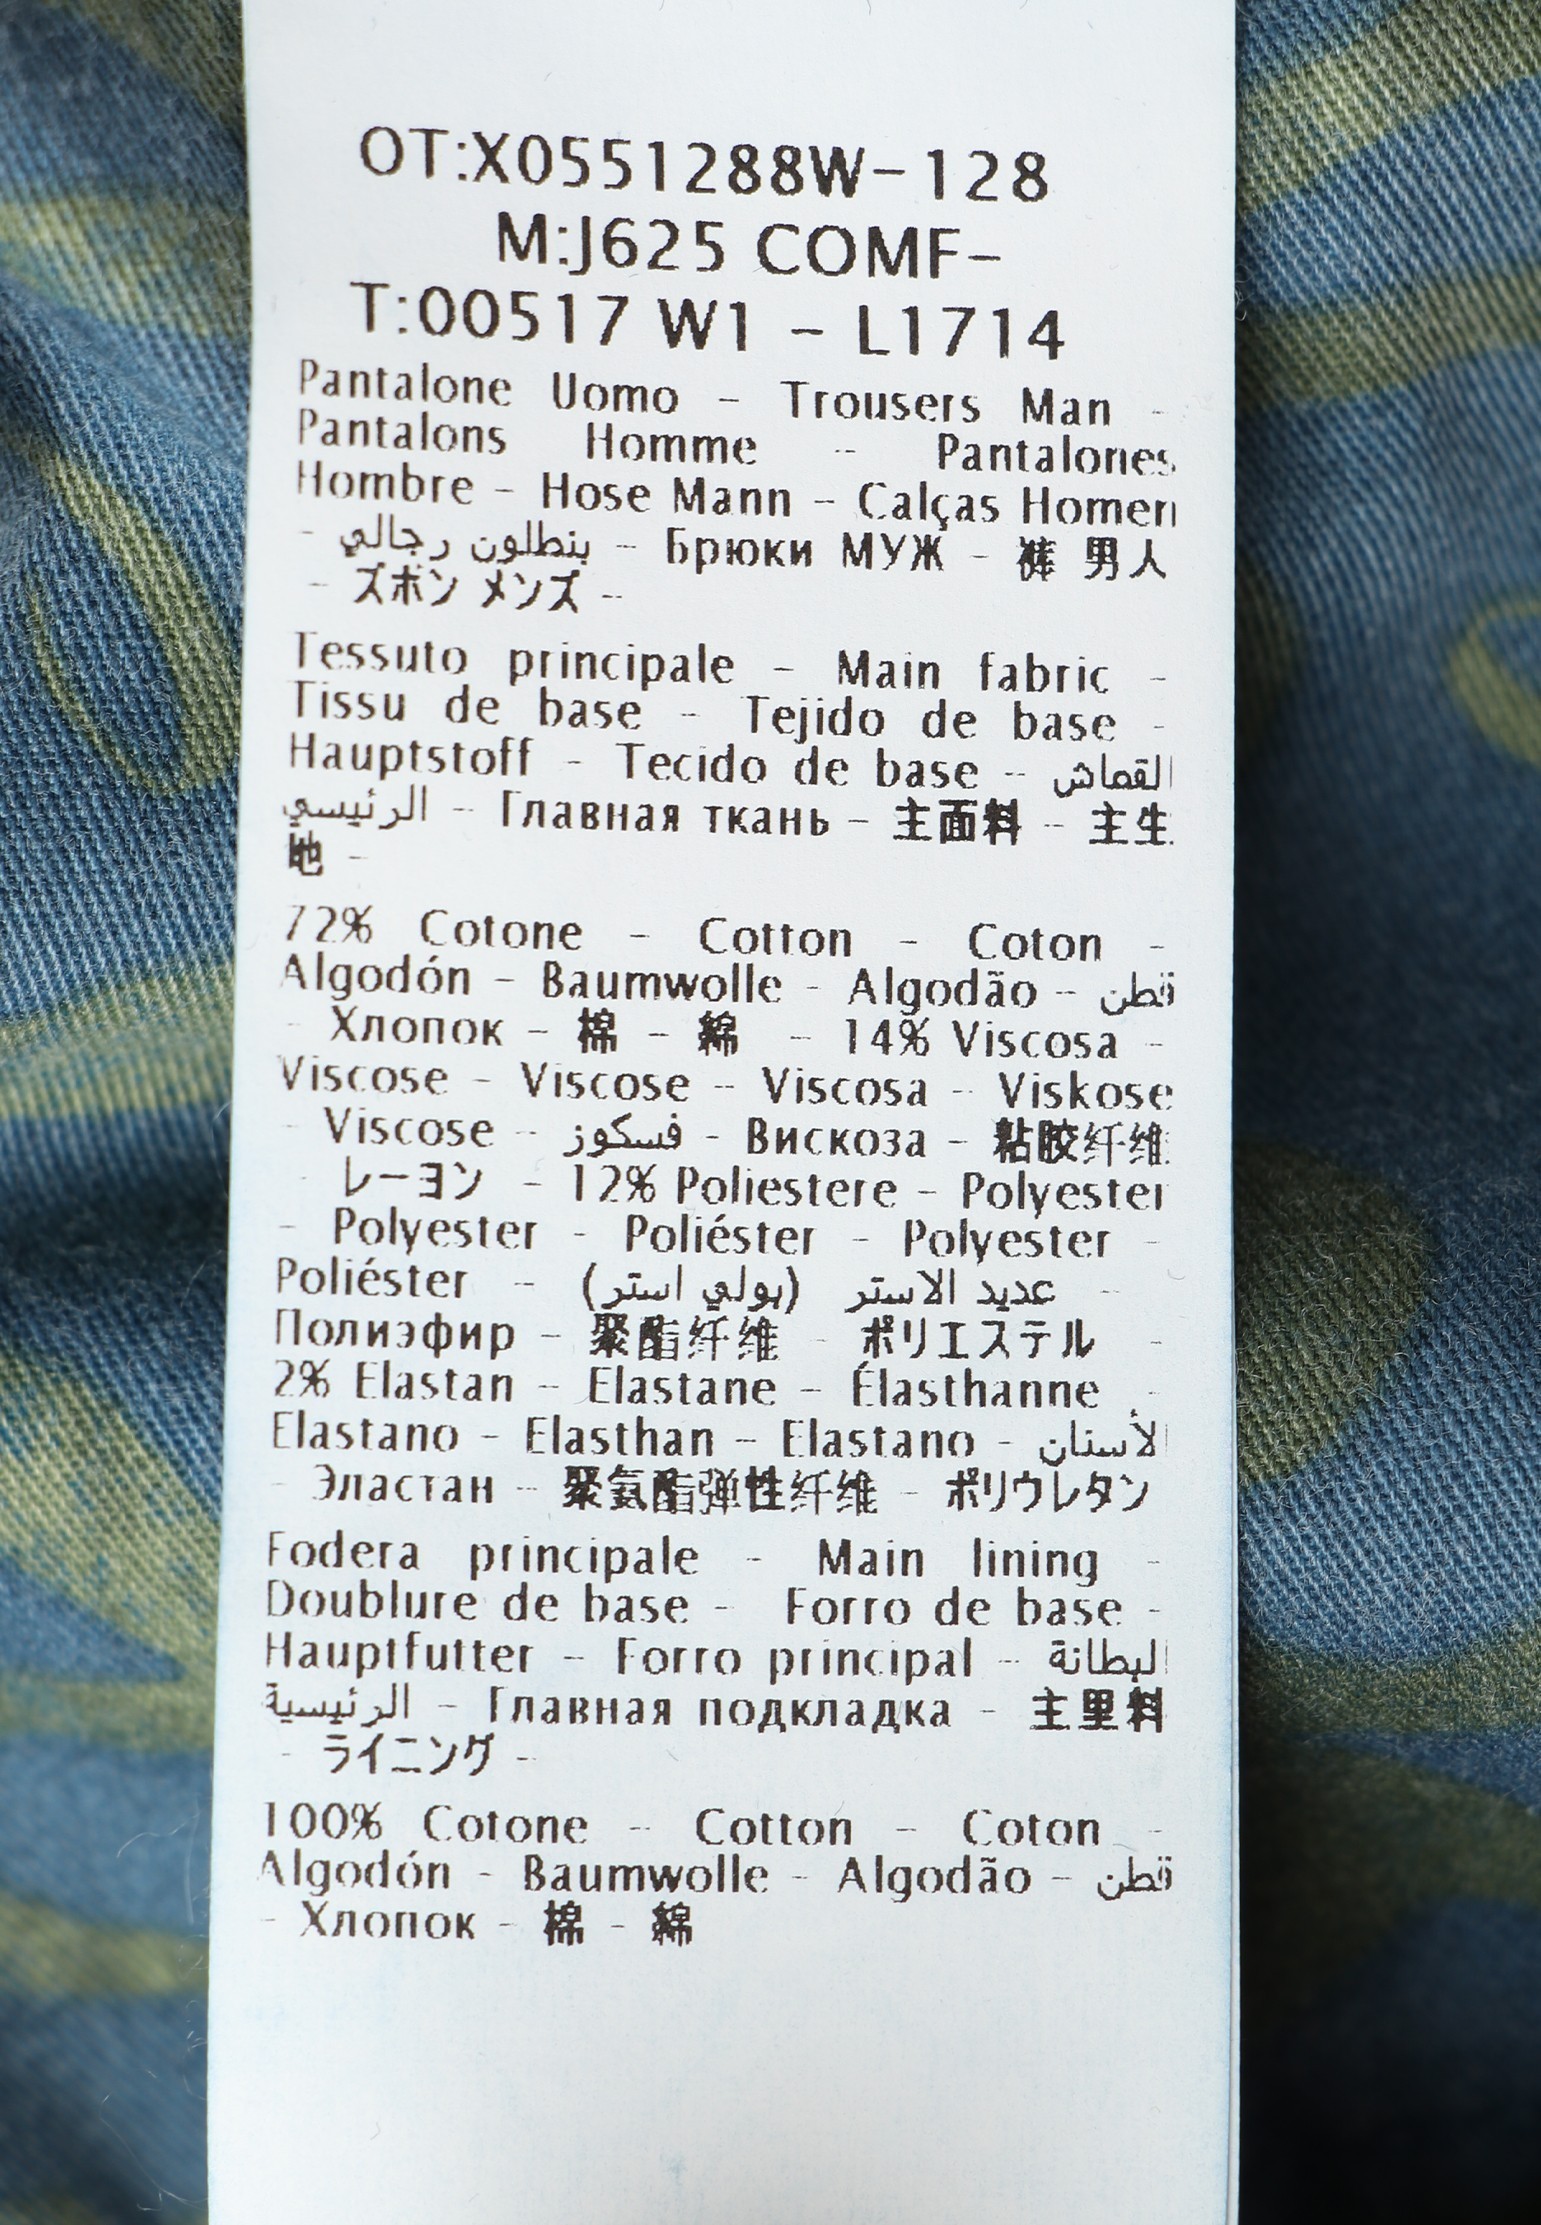 OT:X0551288W-128
M:J625 COMF-
T:00517 W1 - L1714
Pantalone Uomo - Trousers Man -
Pantalons Homme - Pantalones
Hombre - Hose Mann - Calças Homem
- بنطلون رجالي - Брюки МУЖ - 裤 男人
- ズボン メンズ -
Tessuto principale - Main fabric -
Tissu de base - Tejido de base -
Hauptstoff - Tecido de base - القماش
الرئيسي - Главная ткань - 主面料 - 主生
地 -
72% Cotone - Cotton - Coton -
Algodón - Baumwolle - Algodão - قطن
- Хлопок - 棉 - 綿 - 14% Viscosa -
Viscose - Viscose - Viscosa - Viskose
- Viscose - فسكوز - Вискоза - 粘胶纤维
- レーヨン - 12% Poliestere - Polyester
- Polyester - Poliéster - Polyester -
Poliéster - عديد الاستر (بولي استر) -
Полиэфир - 聚酯纤维 - ポリエステル -
2% Elastan - Elastane - Élasthanne -
Elastano - Elasthan - Elastano - الأسنان
- Эластан - 聚氨酯弹性纤维 - ポリウレタン
Fodera principale - Main lining -
Doublure de base - Forro de base -
Hauptfutter - Forro principal - البطانة
الرئيسية - Главная подкладка - 主里料
- ライニング -
100% Cotone - Cotton - Coton -
Algodón - Baumwolle - Algodão - قطن
- Хлопок - 棉 - 綿